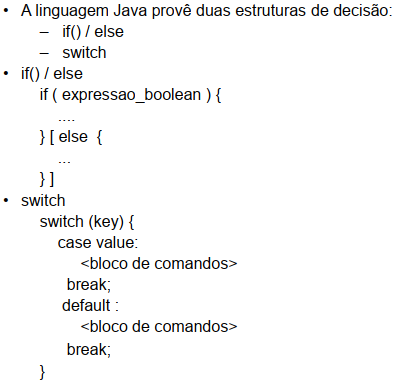 • A linguagem Java provê duas estruturas de decisão:
– if() / else
– switch
• if() / else
if ( expressao_boolean ) {
....
} [ else {
...
} ]
• switch
switch (key) {
case value:
<bloco de comandos>
break;
default :
<bloco de comandos>
break;
}